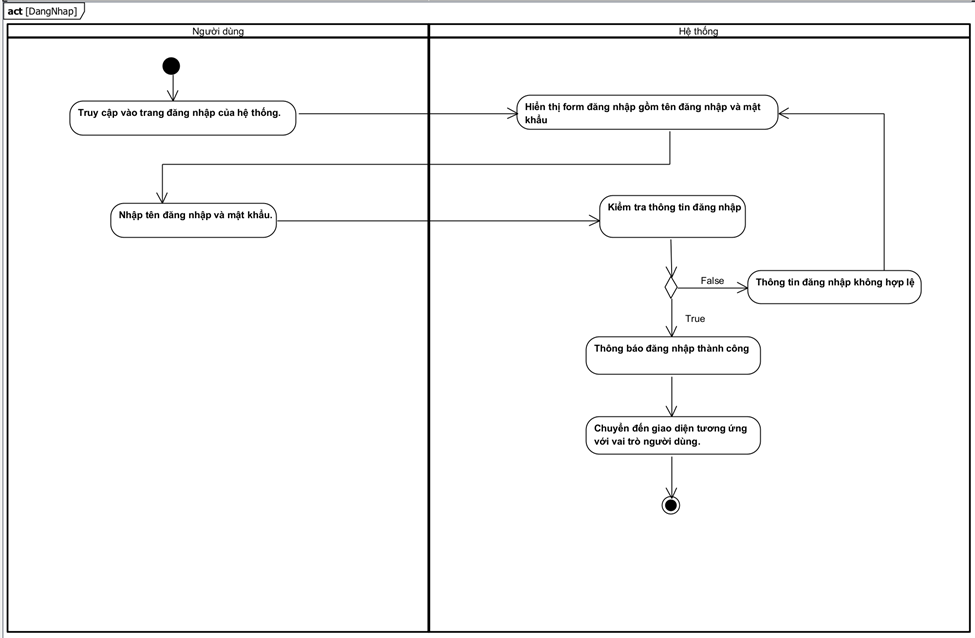 act [DangNhap]
Người dùng
Hệ thống
Truy cập vào trang đăng nhập của hệ thống.
Hiển thị form đăng nhập gồm tên đăng nhập và mật
khẩu
Nhập tên đăng nhập và mật khẩu.
Kiểm tra thông tin đăng nhập
False
Thông tin đăng nhập không hợp lệ
True
Thông báo đăng nhập thành công
Chuyển đến giao diện tương ứng
với vai trò người dùng.